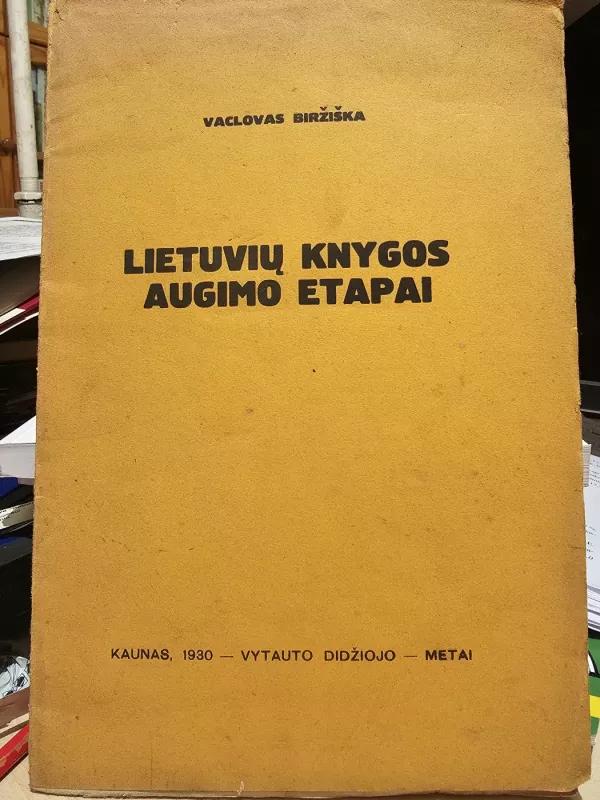 VACLOVAS BIRŽIŠKA
LIETUVIŲ KNYGOS
AUGIMO ETAPAI
KAUNAS, 1930 — VYTAUTO DIDŽIOJO — METAI